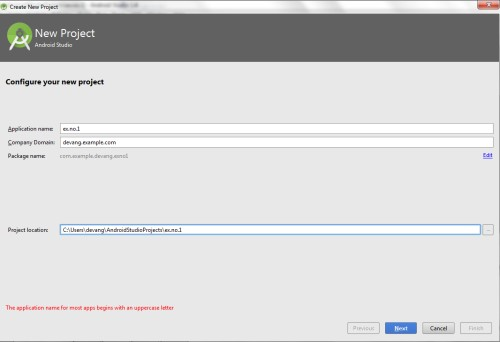 Create New Project
New Project
Android Studio
Configure your new project
Application name: ex.no.1
Company Domain: devang.example.com
Package name: com.example.devang.exno1 Edit
Project location: C:\Users\devang\AndroidStudioProjects\ex.no.1 ...
The application name for most apps begins with an uppercase letter
Previous Next Cancel Finish